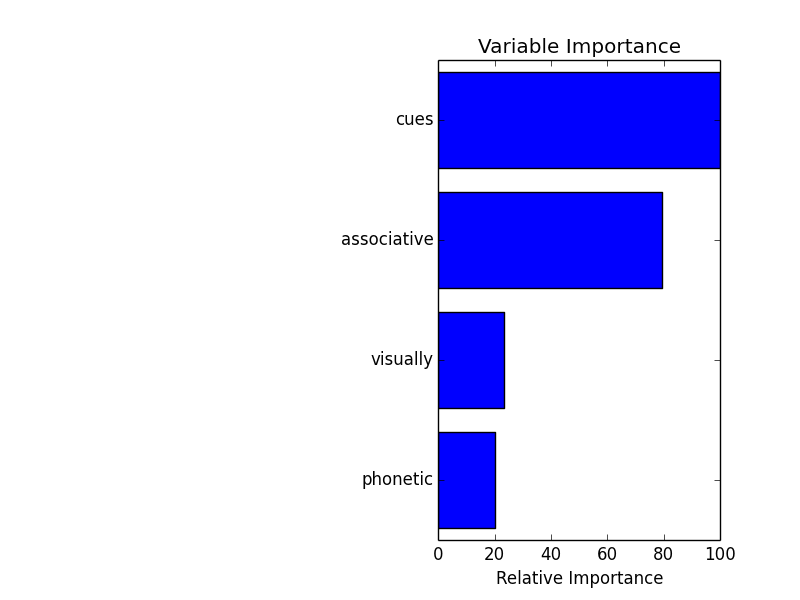 Variable Importance
cues
associative
visually
phonetic
0 20 40 60 80 100
Relative Importance